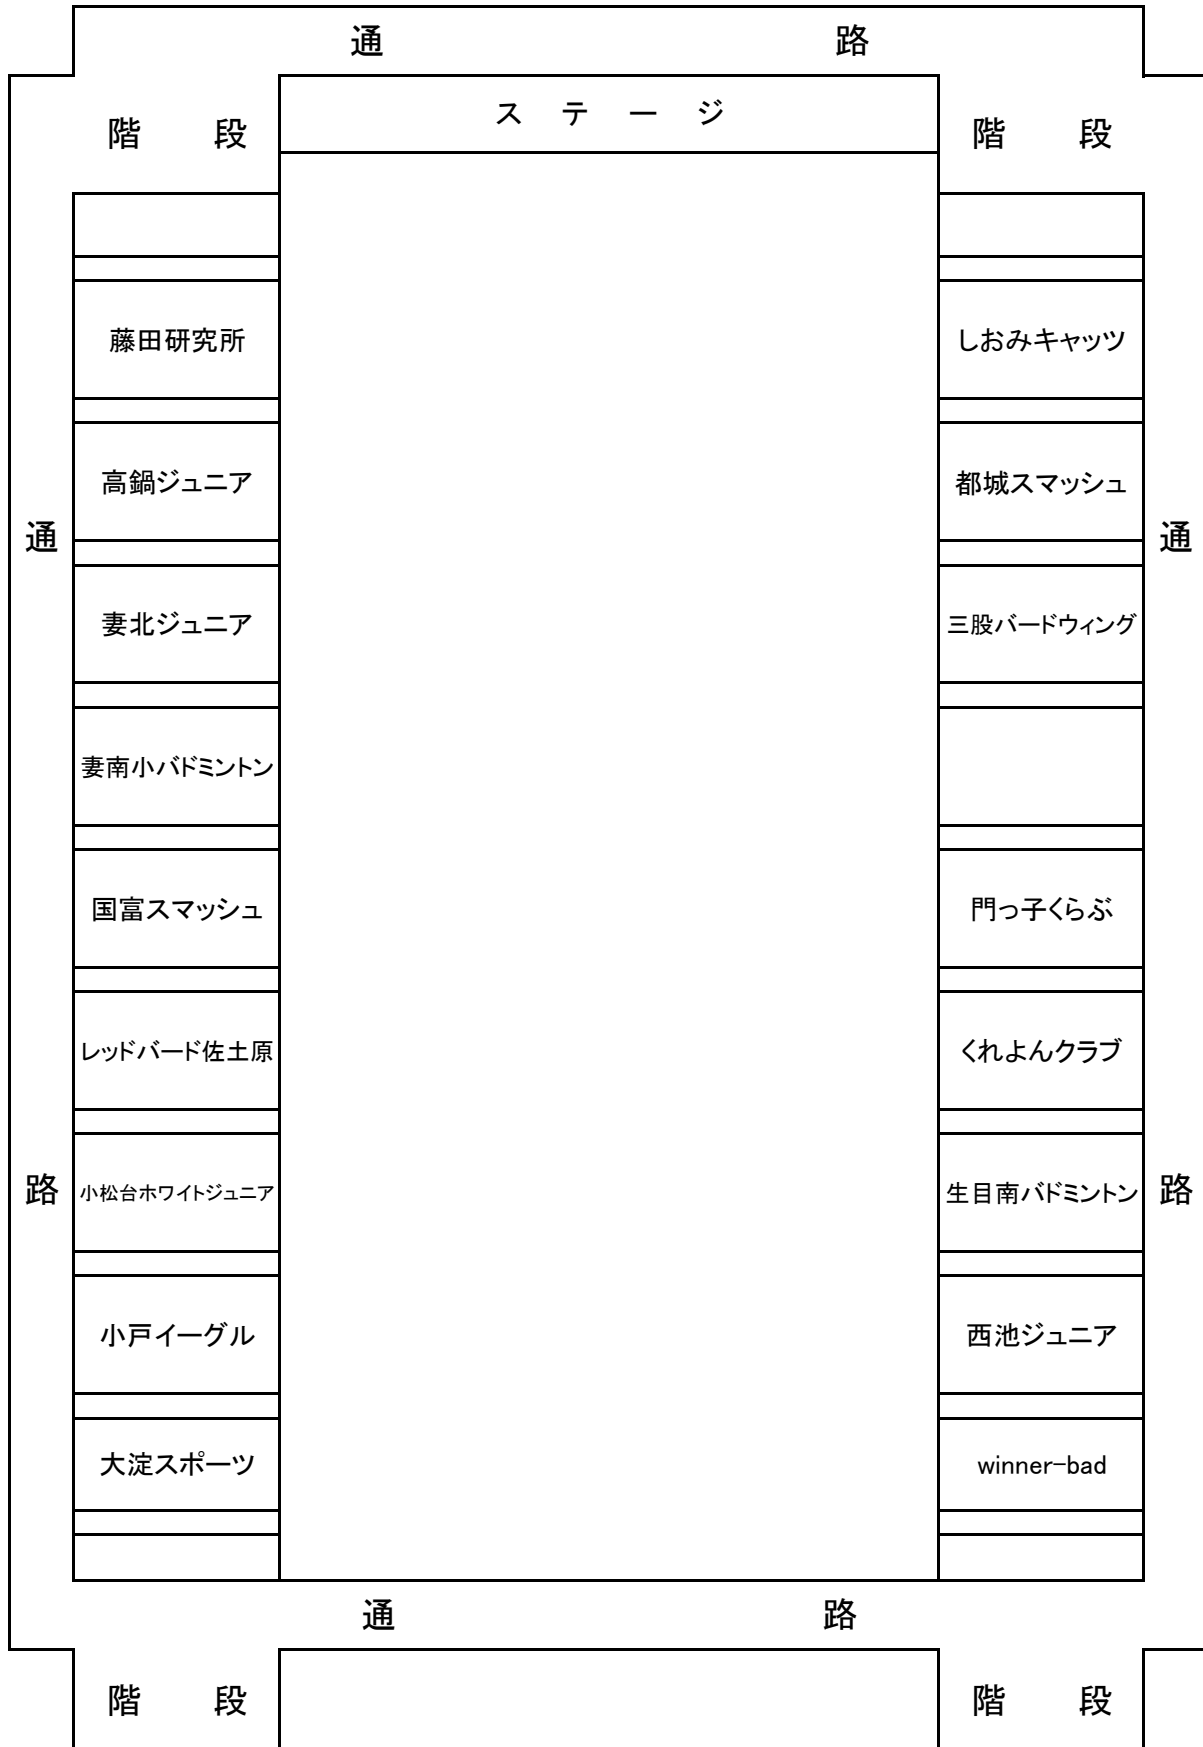 通 路
ステージ
階 段
階 段
藤田研究所
しおみキャッツ
高鍋ジュニア
都城スマッシュ
通
通
妻北ジュニア
三股バードウィング
妻南小バドミントン
国富スマッシュ
門っ子くらぶ
レッドバード佐土原
くれよんクラブ
路
小松台ホワイトジュニア
生目南バドミントン
路
小戸イーグル
西池ジュニア
大淀スポーツ
winner-bad
通 路
階 段
階 段